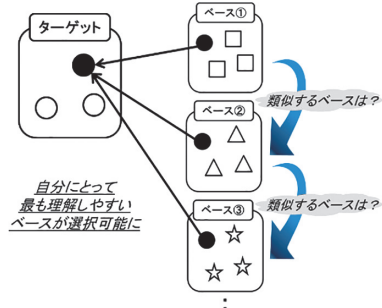 ターゲット
ベース①
類似するベースは？
ベース②
類似するベースは？
ベース③
自分にとって
最も理解しやすい
ベースが選択可能に